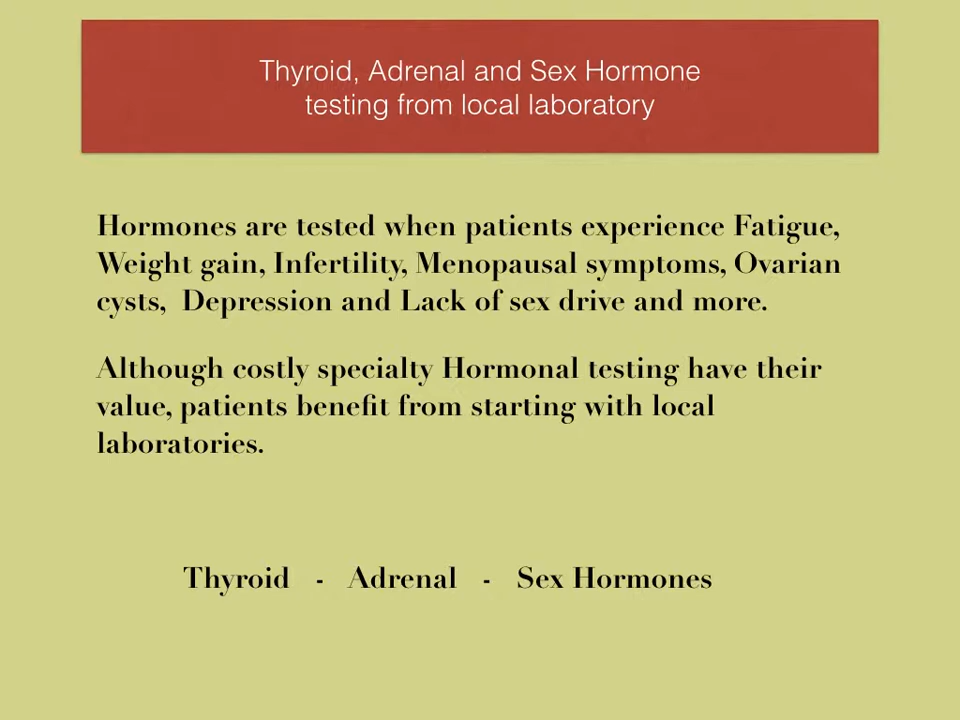 Thyroid, Adrenal and Sex Hormone
testing from local laboratory
Hormones are tested when patients experience Fatigue,
Weight gain, Infertility, Menopausal symptoms, Ovarian
cysts,  Depression and Lack of sex drive and more.
Although costly specialty Hormonal testing have their
value, patients benefit from starting with local
laboratories.
Thyroid - Adrenal - Sex Hormones